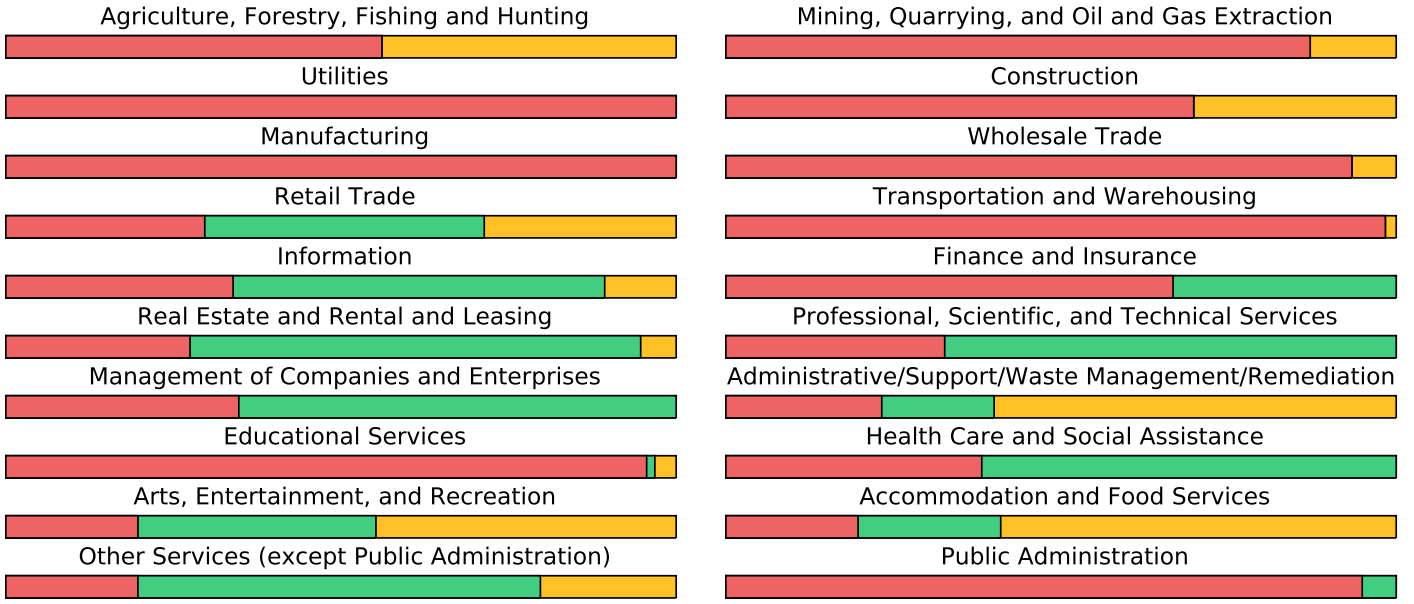 Agriculture, Forestry, Fishing and Hunting
Mining, Quarrying, and Oil and Gas Extraction
Utilities
Construction
Manufacturing
Wholesale Trade
Retail Trade
Transportation and Warehousing
Information
Finance and Insurance
Real Estate and Rental and Leasing
Professional, Scientific, and Technical Services
Management of Companies and Enterprises
Administrative/Support/Waste Management/Remediation
Educational Services
Health Care and Social Assistance
Arts, Entertainment, and Recreation
Accommodation and Food Services
Other Services (except Public Administration)
Public Administration